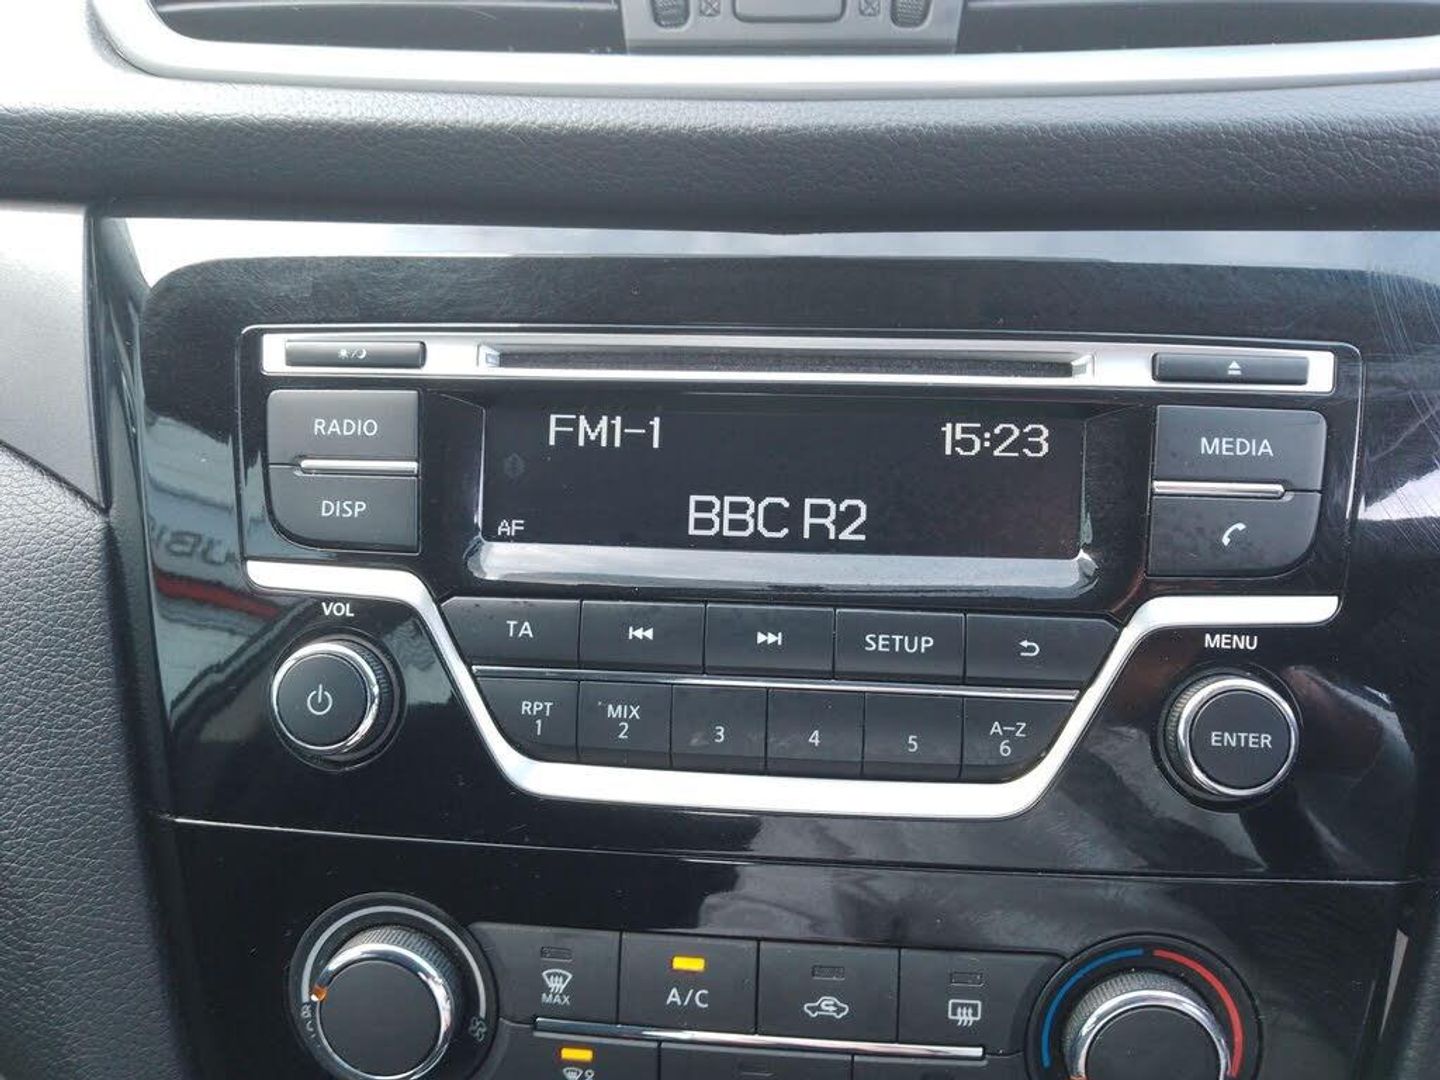 RADIO
DISP
FM1-1 15:23
AF BBC R2
MEDIA
VOL
TA
SETUP
MENU
RPT
1
MIX
2
3
4
5
A-Z
6
ENTER
MAX
A/C